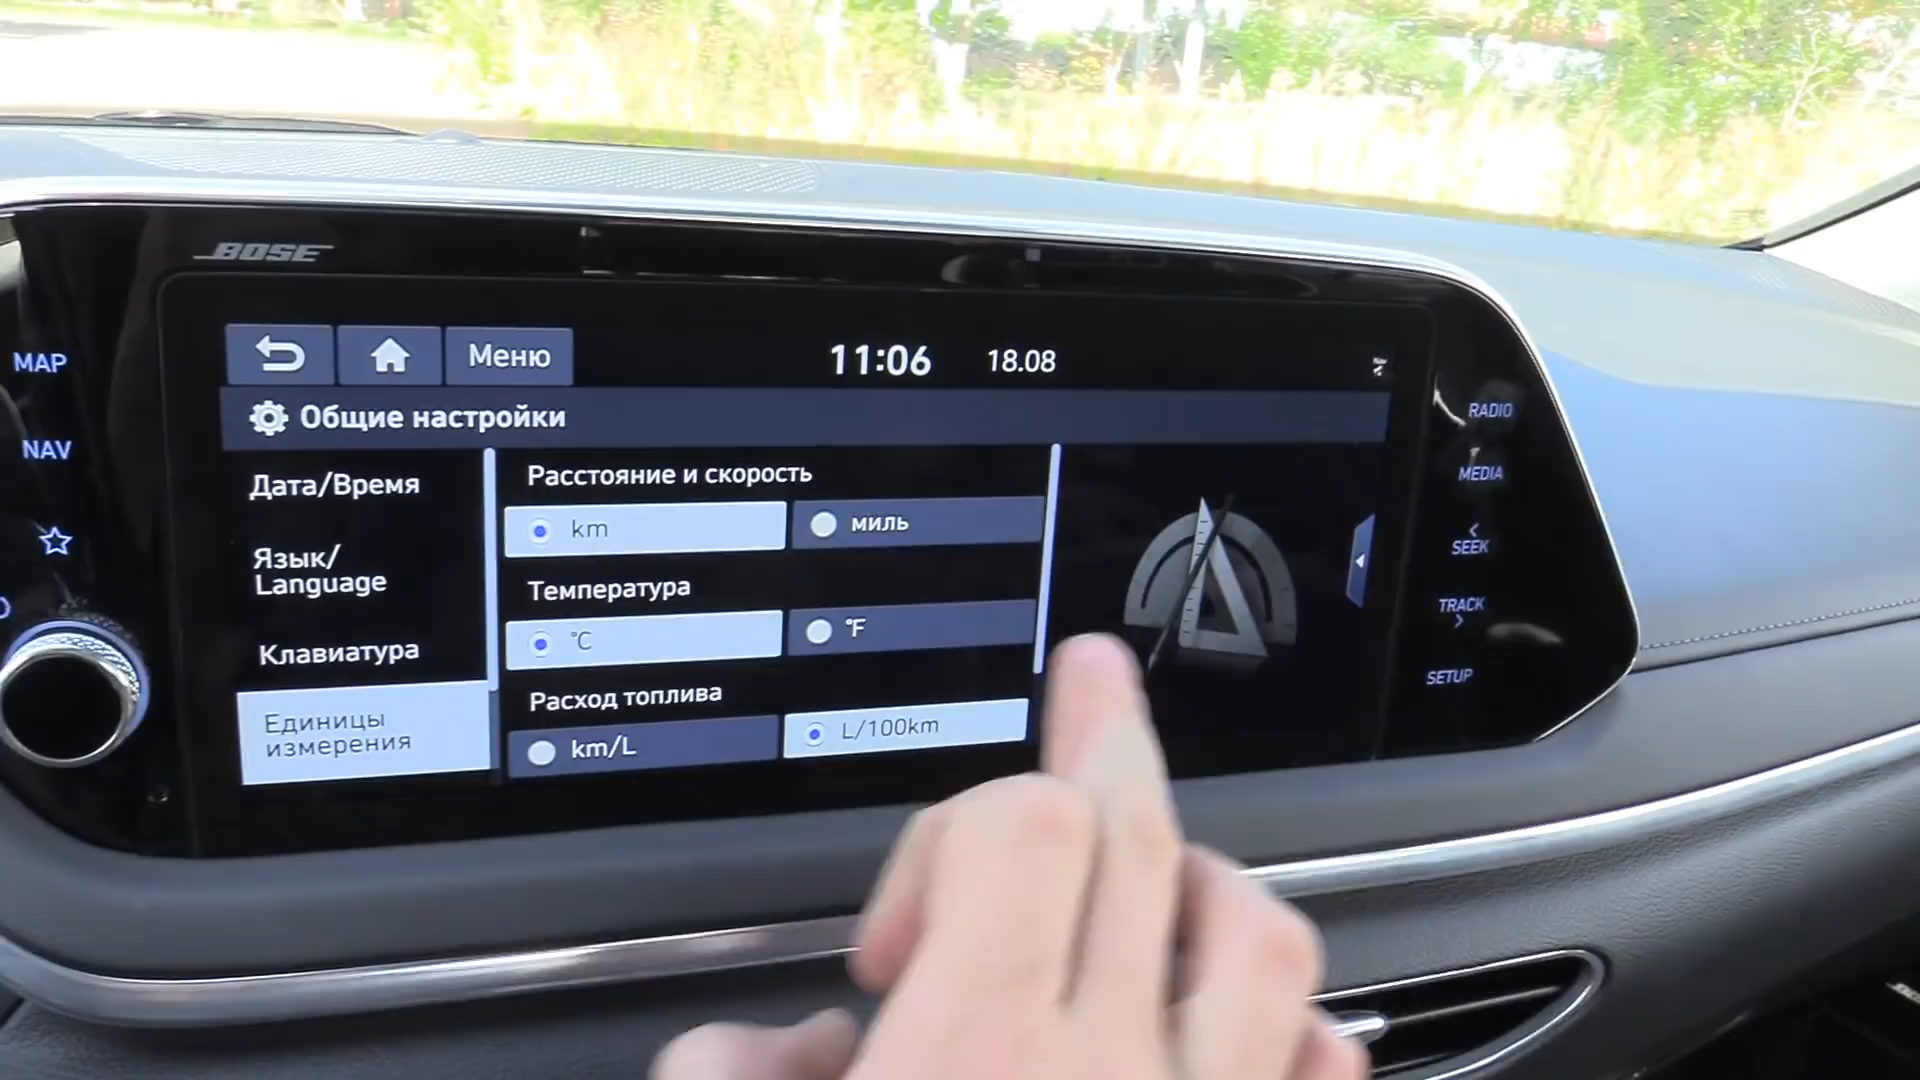 BOSE
MAP
NAV
Меню
11:06
18.08
Общие настройки
Дата/Время
Язык/
Language
Клавиатура
Единицы
измерения
Расстояние и скорость
km
миль
Температура
°C
°F
Расход топлива
km/L
L/100km
RADIO
MEDIA
<
SEEK
TRACK
>
SETUP